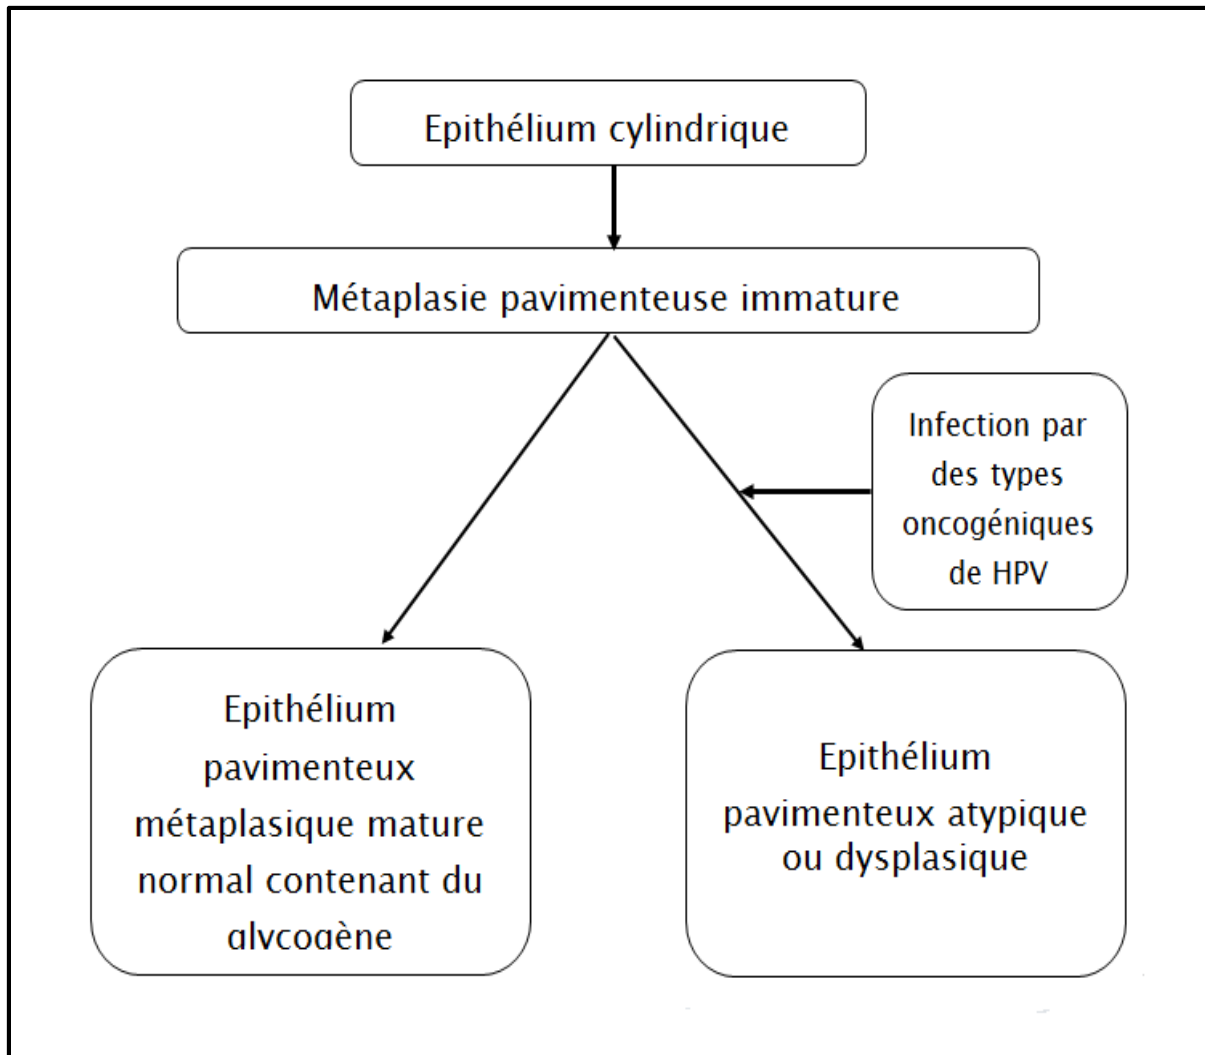 Epithélium cylindrique
Métaplasie pavimenteuse immature
Infection par
des types
oncogéniques
de HPV
Epithélium
pavimenteux
métaplasique mature
normal contenant du
glycogène
Epithélium
pavimenteux atypique
ou dysplasique